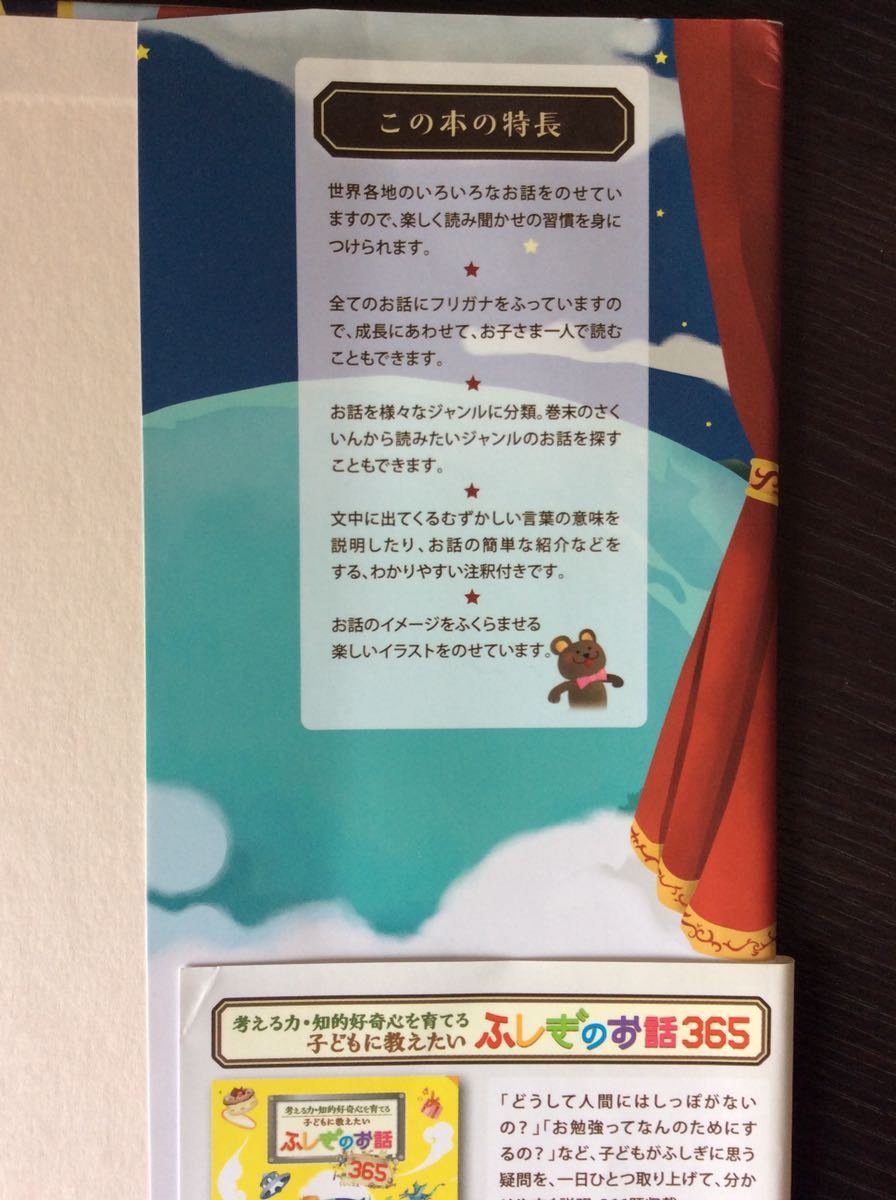 この本の特長
世界各地のいろいろなお話をのせてい
ますので、楽しく読み聞かせの習慣を身に
つけられます。
★
全てのお話にフリガナをふっていますの
で、成長にあわせて、お子さま一人で読む
こともできます。
★
お話を様々なジャンルに分類。巻末のさく
いんから読みたいジャンルのお話を探す
こともできます。
★
文中に出てくるむずかしい言葉の意味を
説明したり、お話の簡単な紹介などを
する、わかりやすい注釈付きです。
★
お話のイメージをふくらませる
楽しいイラストをのせています。
考える力・知的好奇心を育てる
子どもに教えたい ふしぎのお話365
考える力・知的好奇心を育てる
子どもに教えたい
ふしぎのお話
365
「どうして人間にはしっぽがない
の?」「お勉強ってなんのためにす
るの?」など、子どもがふしぎに思う
疑問を、一日ひとつ取り上げて、分か